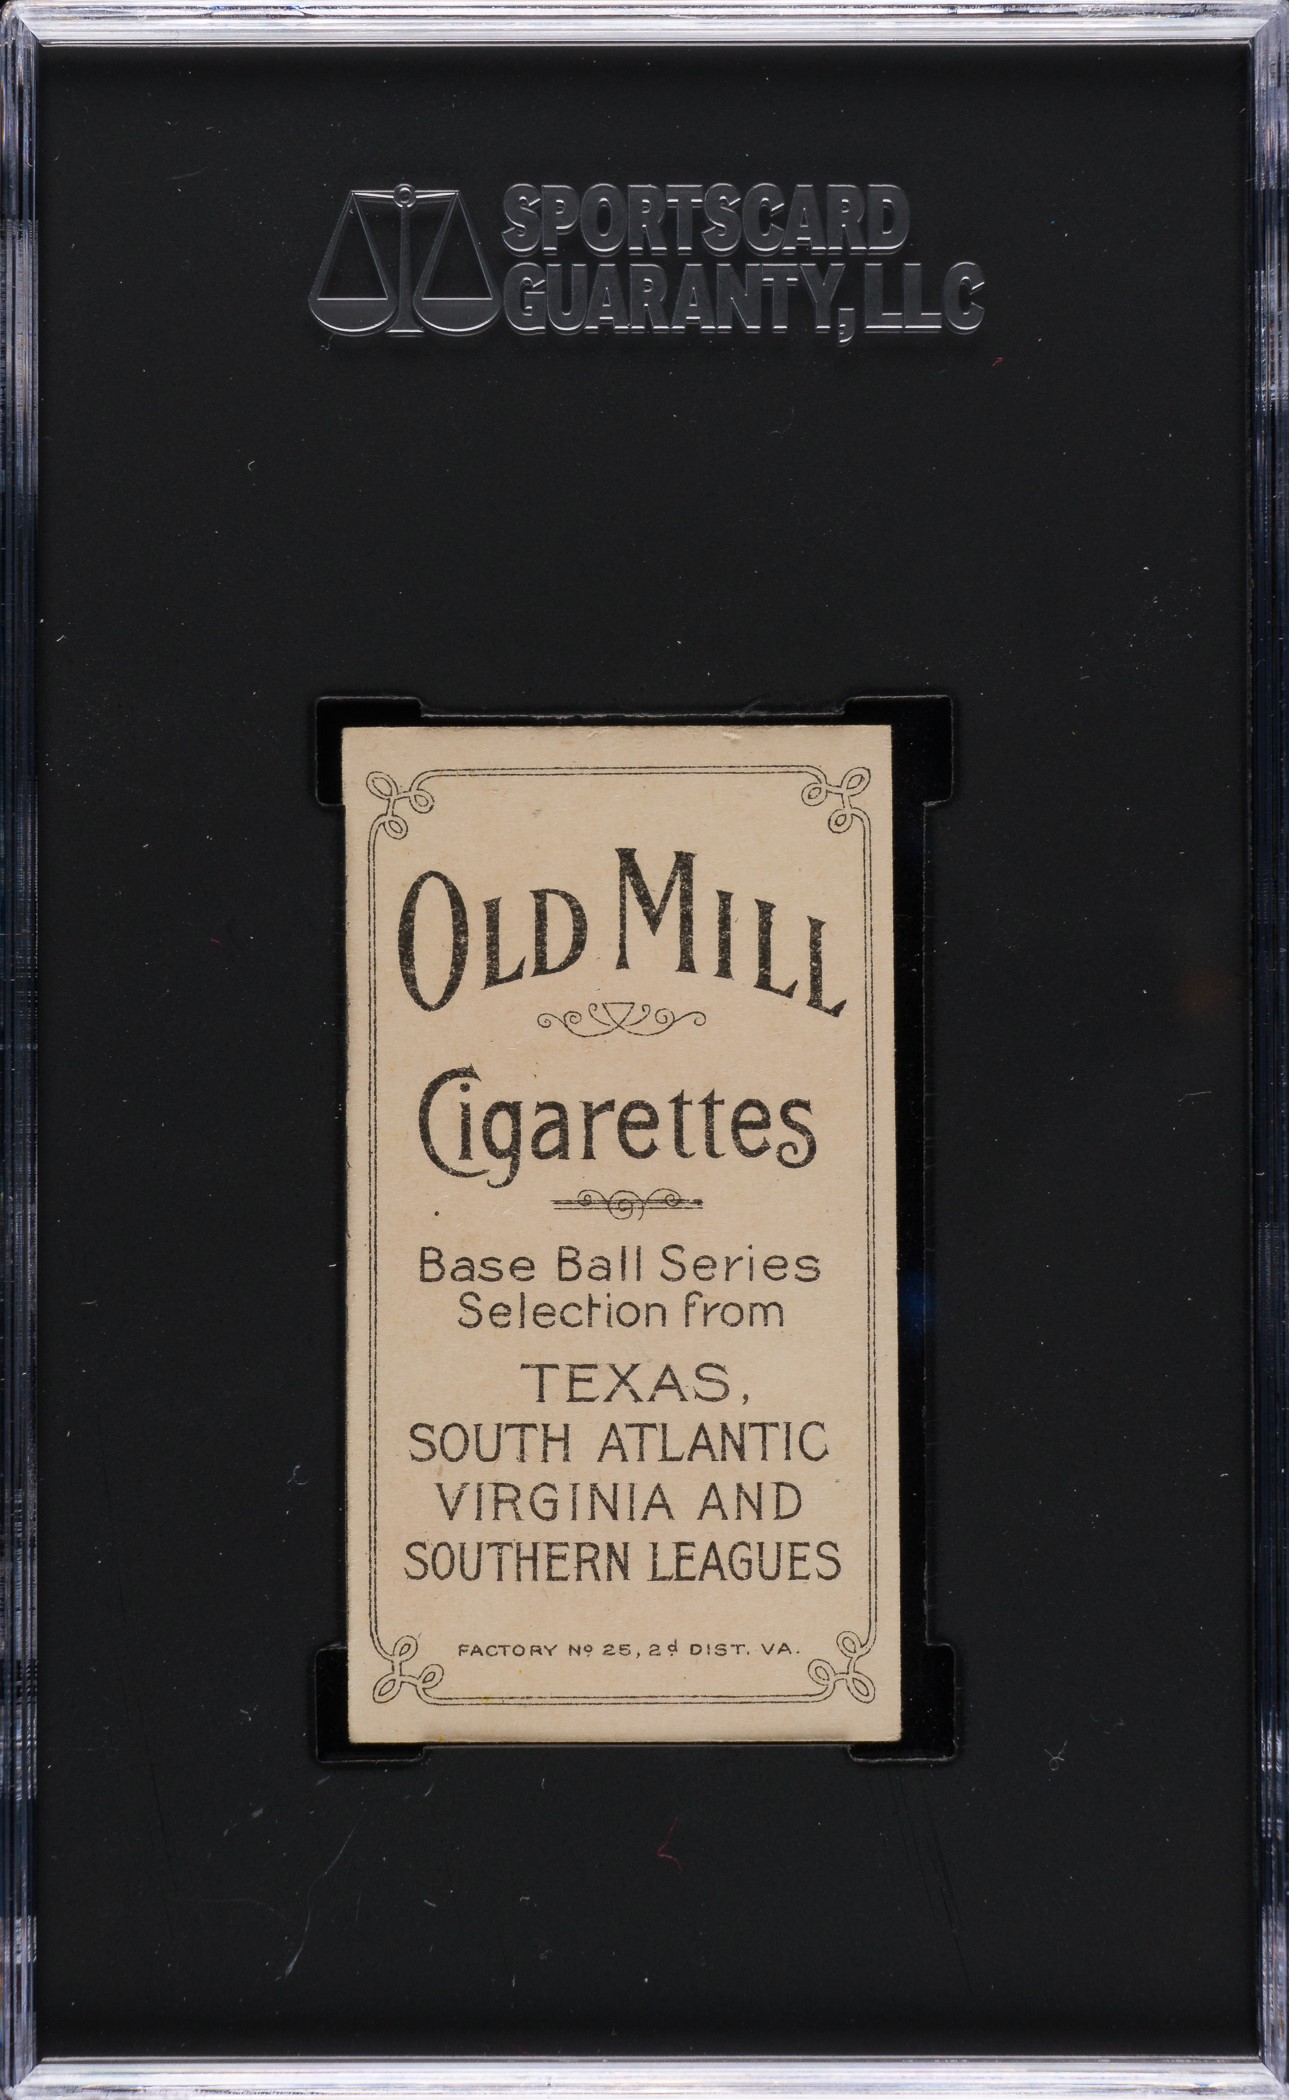 SPORTSCARD
GUARANTY, LLC
OLD MILL
Cigarettes
Base Ball Series
Selection from
TEXAS,
SOUTH ATLANTIC
VIRGINIA AND
SOUTHERN LEAGUES
FACTORY Nº 25, 2d DIST. VA.